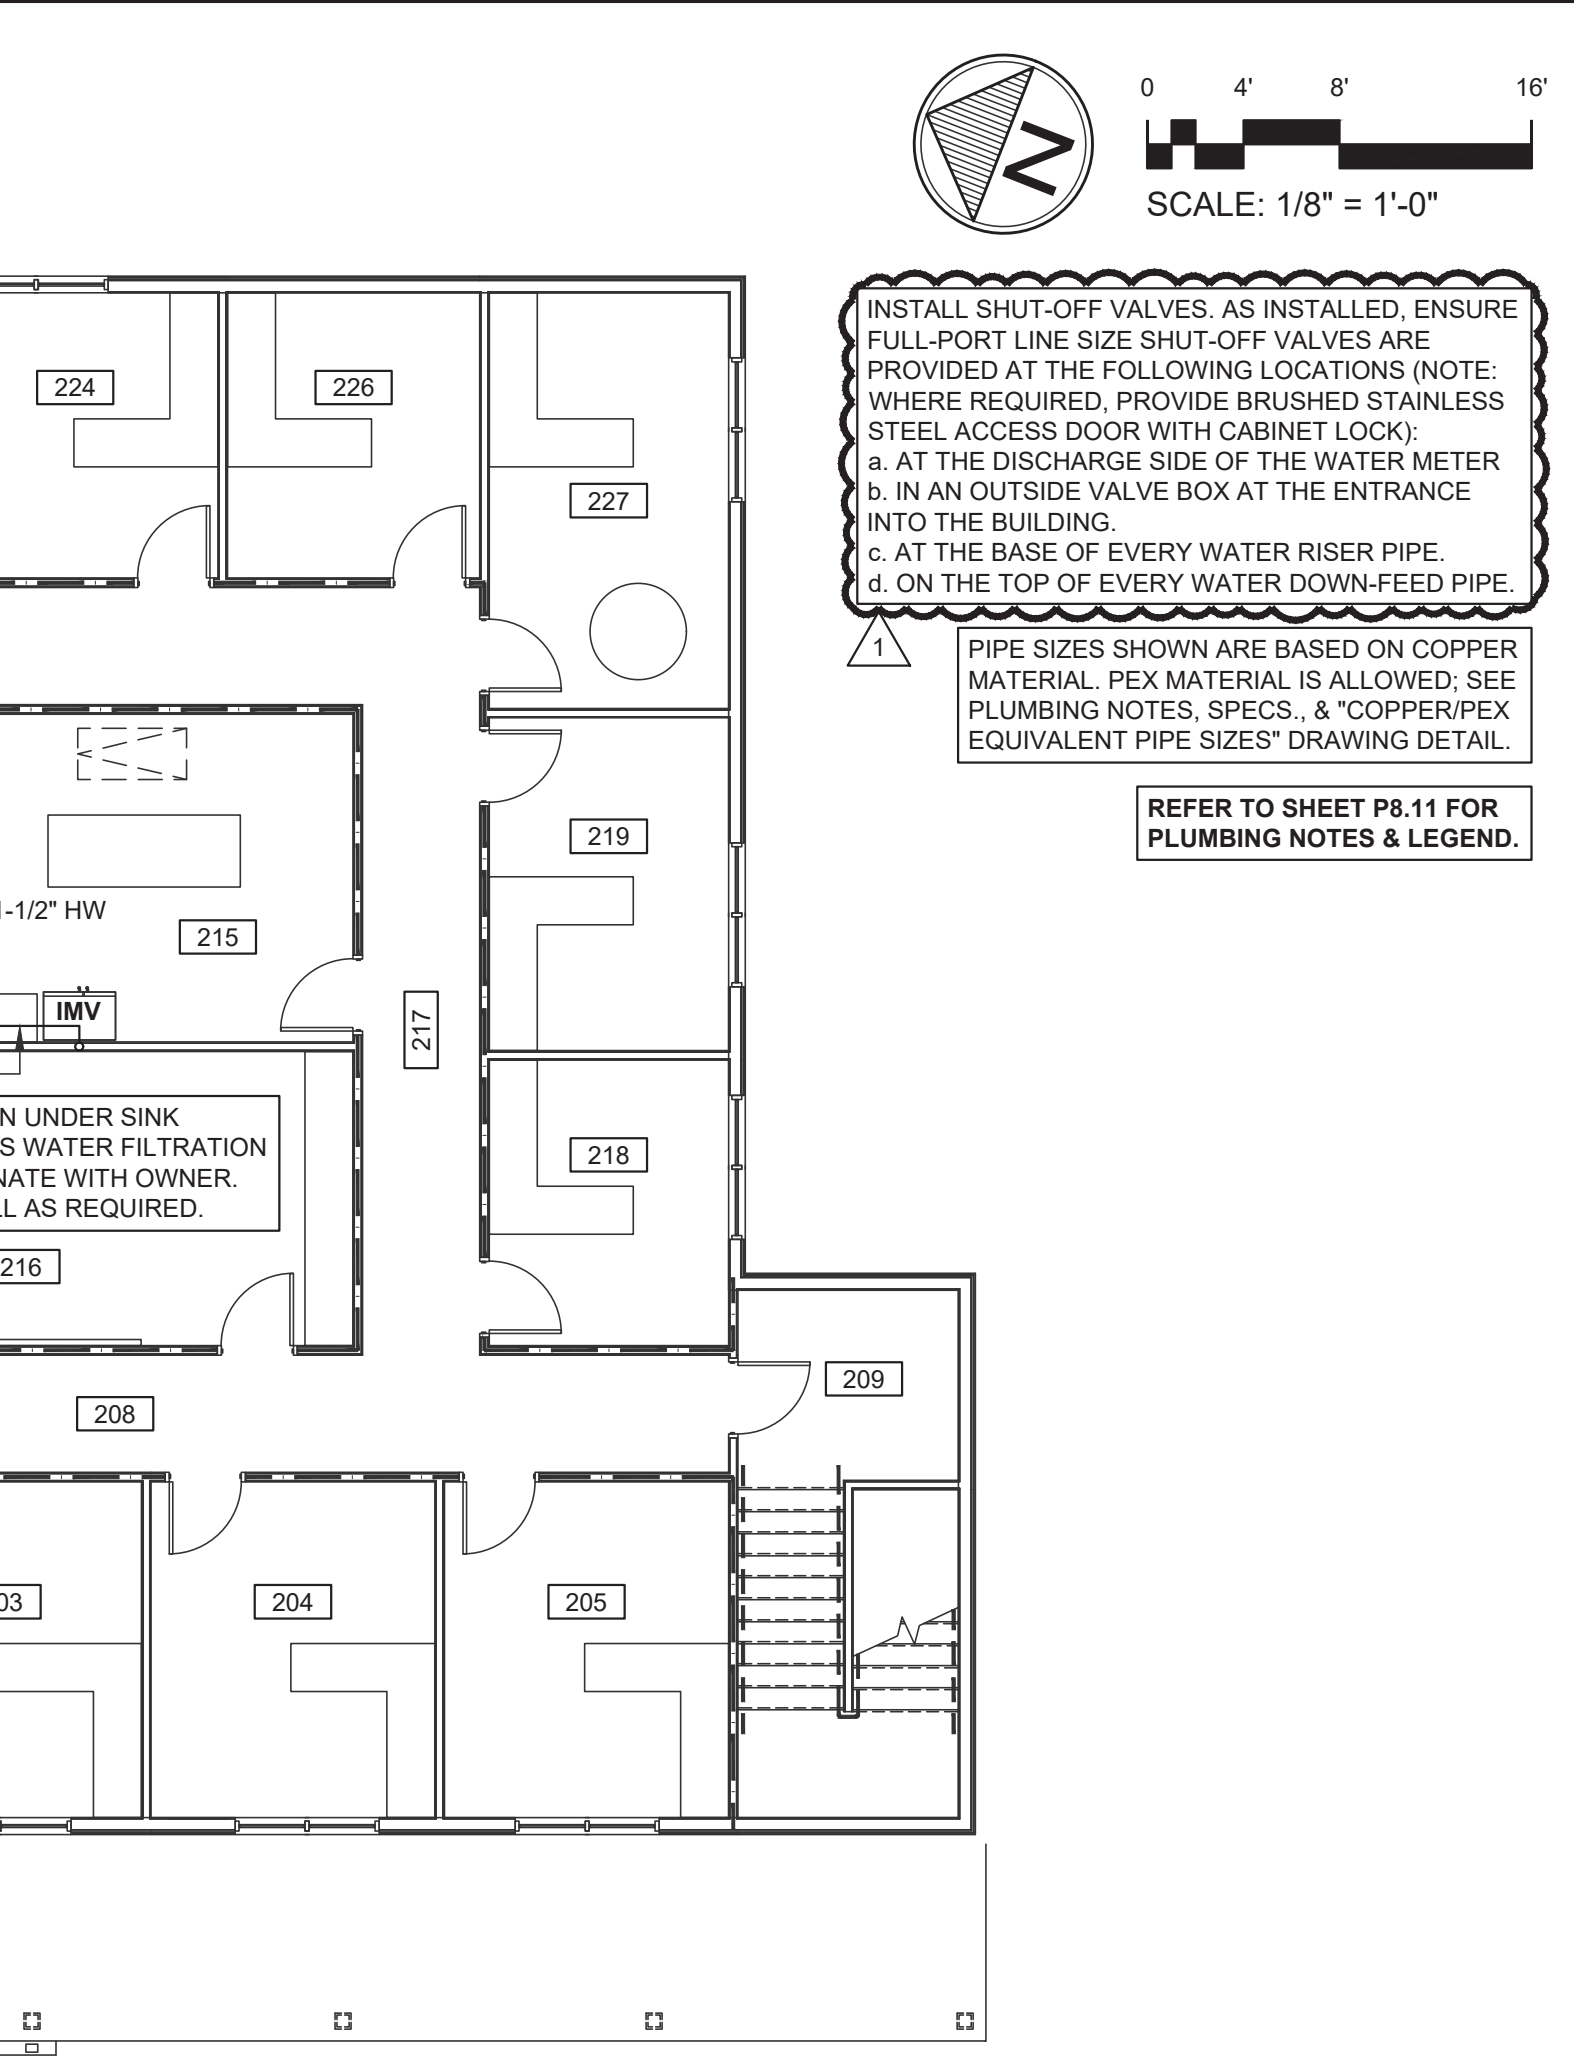 0 4' 8' 16'
N
SCALE: 1/8" = 1'-0"
INSTALL SHUT-OFF VALVES. AS INSTALLED, ENSURE
FULL-PORT LINE SIZE SHUT-OFF VALVES ARE
PROVIDED AT THE FOLLOWING LOCATIONS (NOTE:
WHERE REQUIRED, PROVIDE BRUSHED STAINLESS
STEEL ACCESS DOOR WITH CABINET LOCK):
a. AT THE DISCHARGE SIDE OF THE WATER METER
b. IN AN OUTSIDE VALVE BOX AT THE ENTRANCE
INTO THE BUILDING.
c. AT THE BASE OF EVERY WATER RISER PIPE.
d. ON THE TOP OF EVERY WATER DOWN-FEED PIPE.
1
PIPE SIZES SHOWN ARE BASED ON COPPER
MATERIAL. PEX MATERIAL IS ALLOWED; SEE
PLUMBING NOTES, SPECS., & "COPPER/PEX
EQUIVALENT PIPE SIZES" DRAWING DETAIL.
REFER TO SHEET P8.11 FOR
PLUMBING NOTES & LEGEND.
224
226
227
219
1-1/2" HW
215
IMV
217
N UNDER SINK
S WATER FILTRATION
NATE WITH OWNER.
LL AS REQUIRED.
218
216
209
208
03
204
205